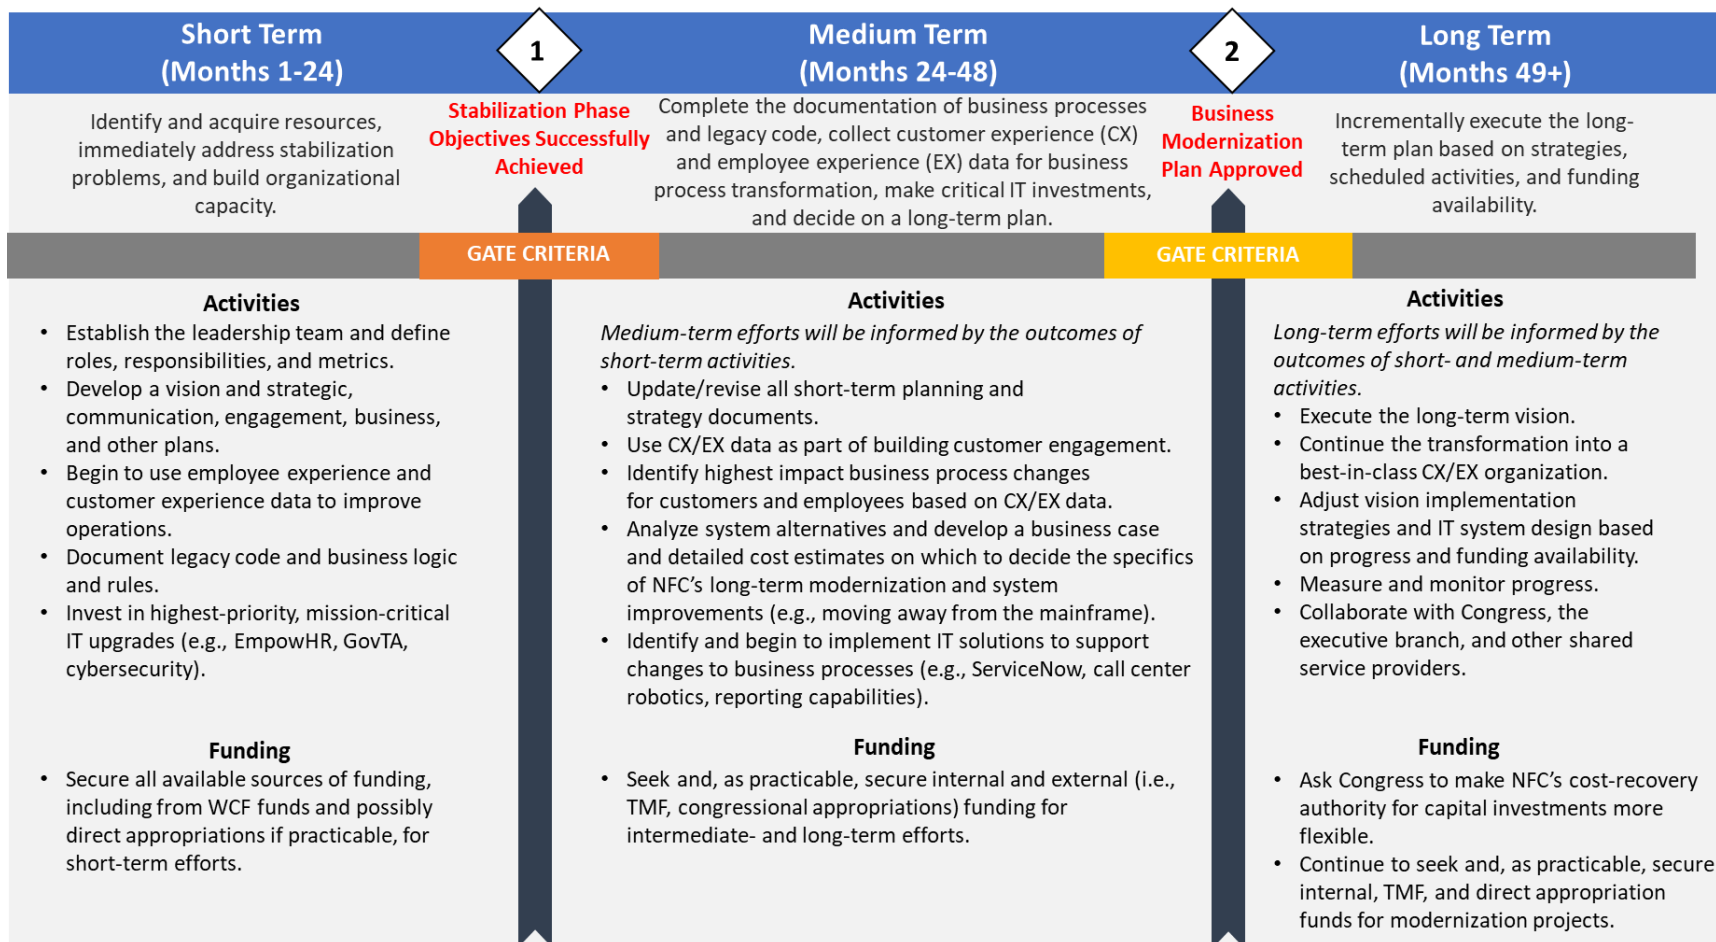 Short Term
(Months 1-24)
1
Medium Term
(Months 24-48)
2
Long Term
(Months 49+)
Identify and acquire resources,
immediately address stabilization
problems, and build organizational
capacity.
Stabilization Phase
Objectives Successfully
Achieved
Complete the documentation of business processes
and legacy code, collect customer experience (CX)
and employee experience (EX) data for business
process transformation, make critical IT investments,
and decide on a long-term plan.
Business
Modernization
Plan Approved
Incrementally execute the long-
term plan based on strategies,
scheduled activities, and funding
availability.
GATE CRITERIA
GATE CRITERIA
Activities
• Establish the leadership team and define
roles, responsibilities, and metrics.
• Develop a vision and strategic,
communication, engagement, business,
and other plans.
• Begin to use employee experience and
customer experience data to improve
operations.
• Document legacy code and business logic
and rules.
• Invest in highest-priority, mission-critical
IT upgrades (e.g., EmpowHR, GovTA,
cybersecurity).
Funding
• Secure all available sources of funding,
including from WCF funds and possibly
direct appropriations if practicable, for
short-term efforts.
Activities
Medium-term efforts will be informed by the outcomes of
short-term activities.
• Update/revise all short-term planning and
strategy documents.
• Use CX/EX data as part of building customer engagement.
• Identify highest impact business process changes
for customers and employees based on CX/EX data.
• Analyze system alternatives and develop a business case
and detailed cost estimates on which to decide the specifics
of NFC's long-term modernization and system
improvements (e.g., moving away from the mainframe).
• Identify and begin to implement IT solutions to support
changes to business processes (e.g., ServiceNow, call center
robotics, reporting capabilities).
Funding
• Seek and, as practicable, secure internal and external (i.e.,
TMF, congressional appropriations) funding for
intermediate- and long-term efforts.
Activities
Long-term efforts will be informed by the
outcomes of short- and medium-term
activities.
• Execute the long-term vision.
• Continue the transformation into a
best-in-class CX/EX organization.
• Adjust vision implementation
strategies and IT system design based
on progress and funding availability.
• Measure and monitor progress.
• Collaborate with Congress, the
executive branch, and other shared
service providers.
Funding
• Ask Congress to make NFC's cost-recovery
authority for capital investments more
flexible.
• Continue to seek and, as practicable, secure
internal, TMF, and direct appropriation
funds for modernization projects.